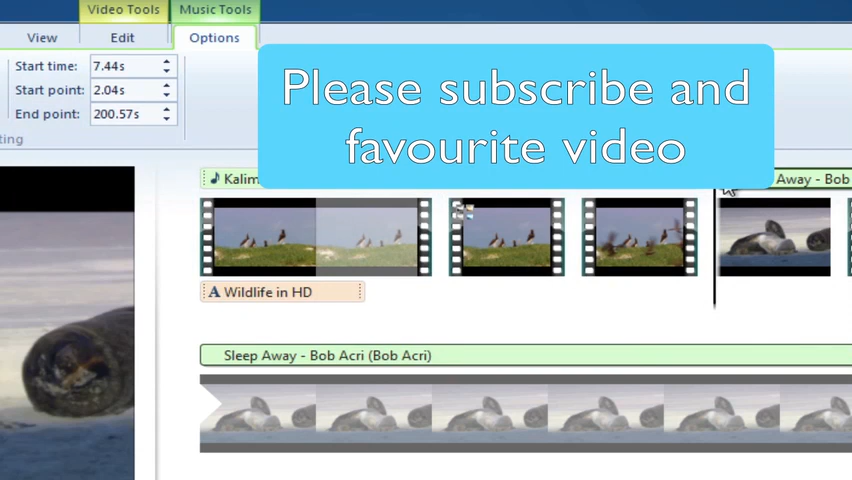 Video Tools
Music Tools
View
Edit
Options
Start time: 7.44s
Start point: 2.04s
End point: 200.57s
ting
Please subscribe and
favourite video
Kalim
Away - Bob
A Wildlife in HD
Sleep Away - Bob Acri (Bob Acri)